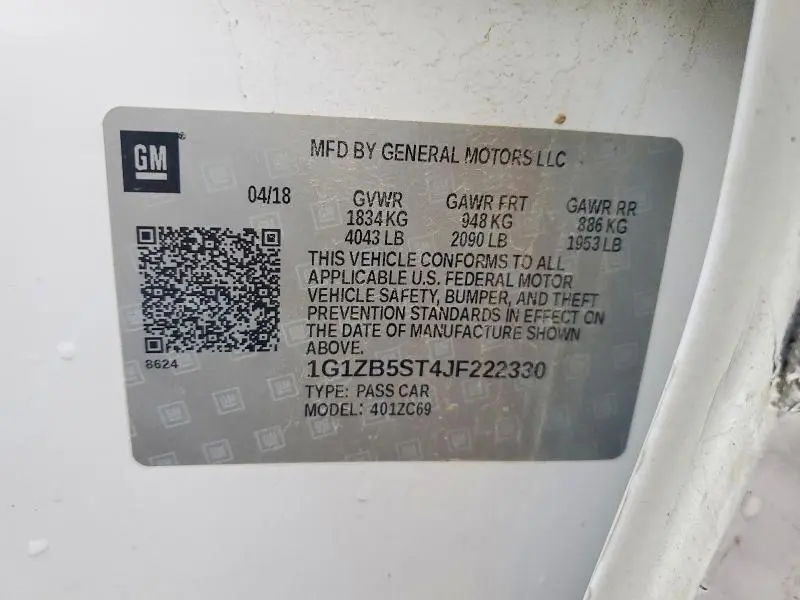 GM
MFD BY GENERAL MOTORS LLC
04/18
GVWR
1834 KG
4043 LB
GAWR FRT
948 KG
2090 LB
GAWR RR
886 KG
1953 LB
THIS VEHICLE CONFORMS TO ALL
APPLICABLE U.S. FEDERAL MOTOR
VEHICLE SAFETY, BUMPER, AND THEFT
PREVENTION STANDARDS IN EFFECT ON
THE DATE OF MANUFACTURE SHOWN
ABOVE.
8624
1G1ZB5ST4JF222330
TYPE: PASS CAR
MODEL: 401ZC69